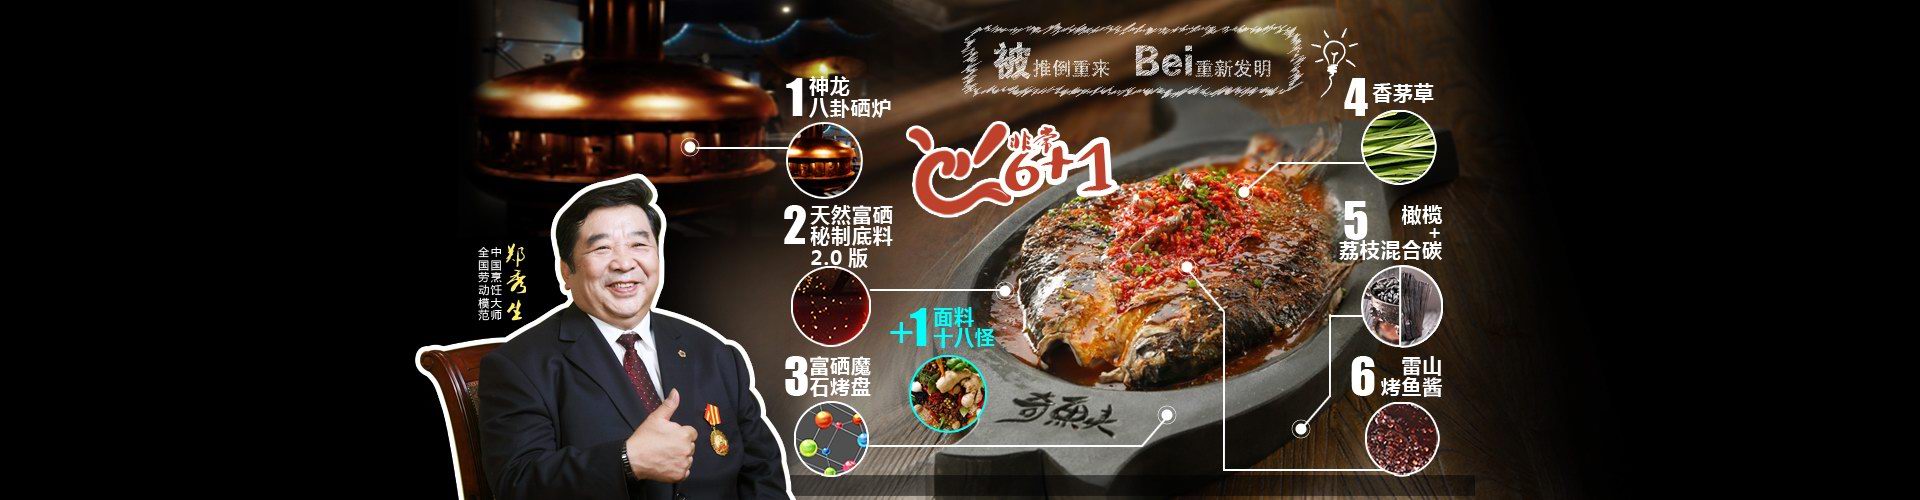 被推倒重来 Bei重新发明
1 神龙
八卦硒炉
4 香茅草
非常
6+1
2 天然富硒
秘制底料
2.0 版
5 橄榄
+
荔枝混合碳
郑秀生
中国烹饪大师
全国劳动模范
+1 面料
十八怪
3 富硒魔
石烤盘
6 雷山
烤鱼酱
奇魚夫